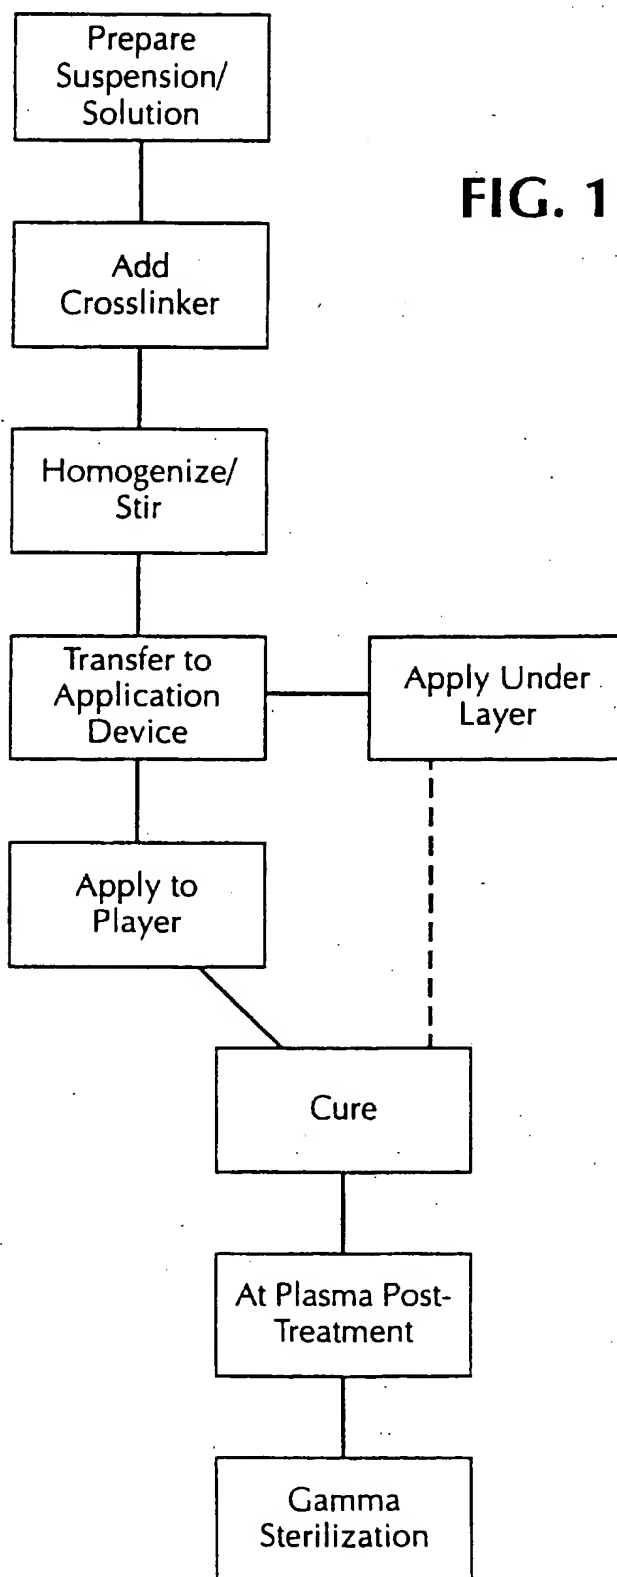 Prepare
Suspension/
Solution
FIG. 1
Add
Crosslinker
Homogenize/
Stir
Transfer to
Application
Device
Apply Under
Layer
Apply to
Player
Cure
At Plasma Post-
Treatment
Gamma
Sterilization